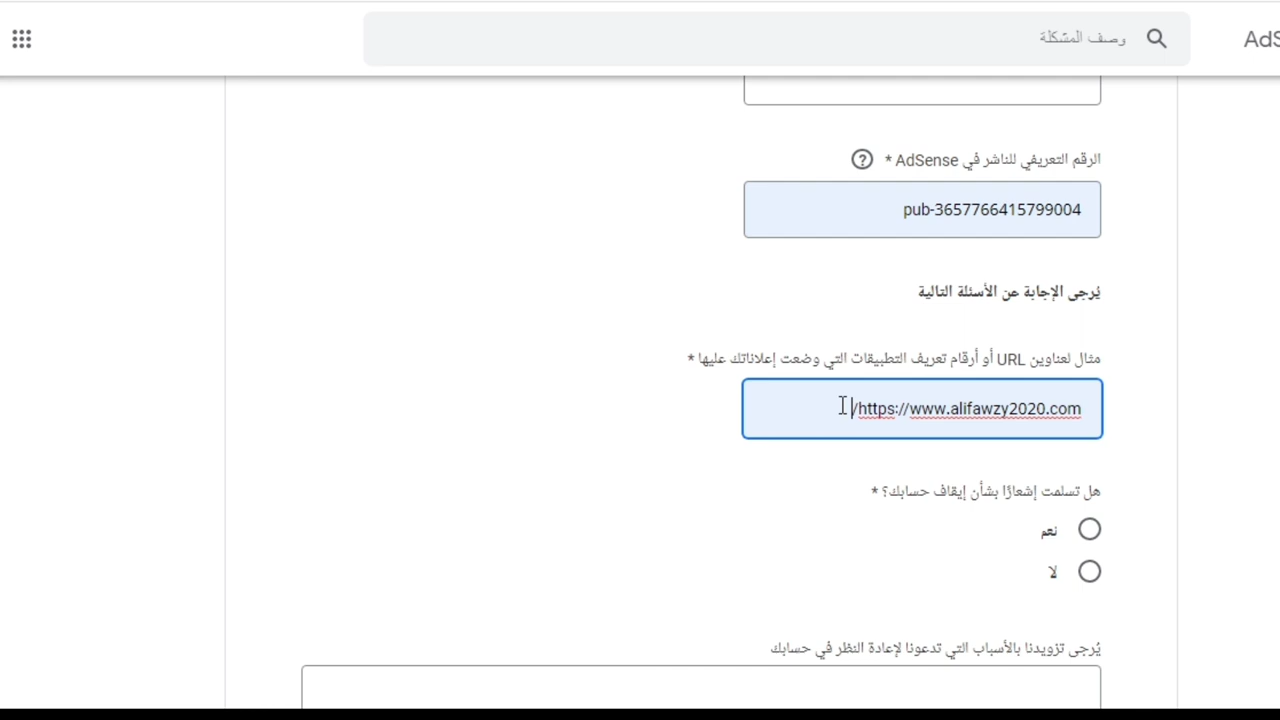 وصف المشكلة
الرقم التعريفي للناشر في AdSense *
pub-3657766415799004
يُرجى الإجابة عن الأسئلة التالية
مثال لعناوين URL أو أرقام تعريف التطبيقات التي وضعت إعلاناتك عليها *
https://www.alifawzy2020.com/
هل تسلمت إشعارًا بشأن إيقاف حسابك؟ *
نعم
لا
يُرجى تزويدنا بالأسباب التي تدعونا لإعادة النظر في حسابك